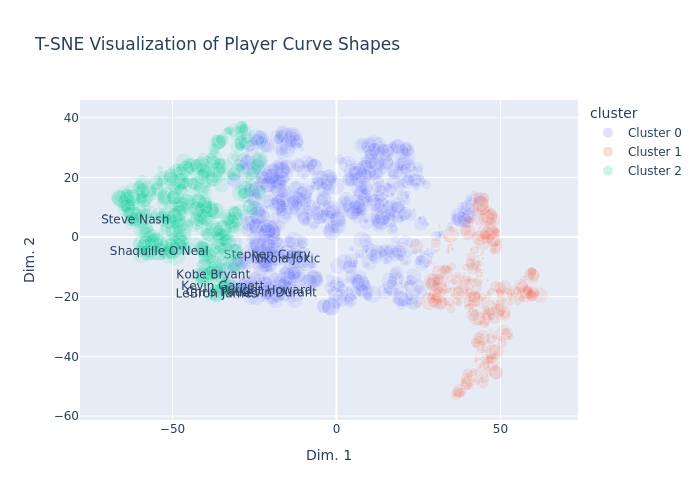 T-SNE Visualization of Player Curve Shapes
cluster
Cluster 0
Cluster 1
Cluster 2
40
20
0
−20
−40
−60
Dim. 2
Steve Nash
Shaquille O'Neal
Stephen Curry
Nikola Jokic
Kobe Bryant
Kevin Garnett
Howard
LeBron James
Durant
−50
0
50
Dim. 1